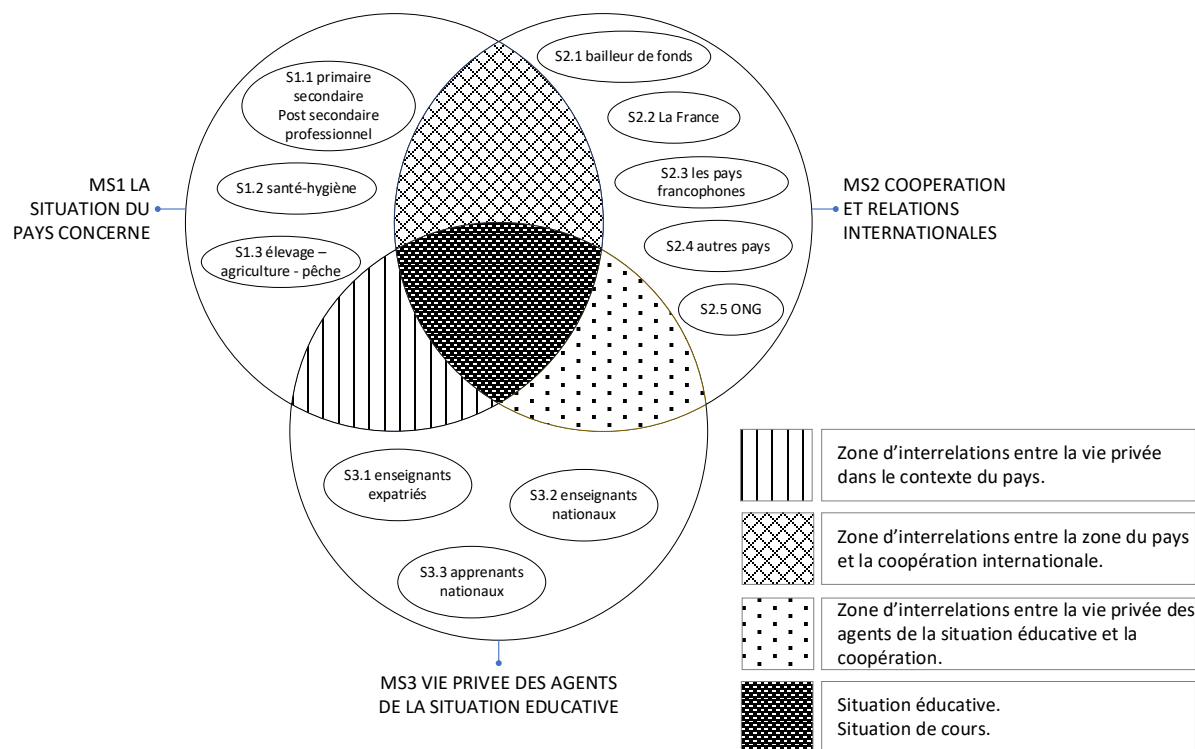 S1.1 primaire
secondaire
Post secondaire
professionnel
S1.2 santé-hygiène
S1.3 élevage –
agriculture - pêche
MS1 LA
SITUATION DU
PAYS CONCERNE
S2.1 bailleur de fonds
S2.2 La France
S2.3 les pays
francophones
S2.4 autres pays
S2.5 ONG
MS2 COOPERATION
ET RELATIONS
INTERNATIONALES
S3.1 enseignants
expatriés
S3.2 enseignants
nationaux
S3.3 apprenants
nationaux
MS3 VIE PRIVEE DES AGENTS
DE LA SITUATION EDUCATIVE
Zone d’interrelations entre la vie privée
dans le contexte du pays.
Zone d’interrelations entre la zone du pays
et la coopération internationale.
Zone d’interrelations entre la vie privée des
agents de la situation éducative et la
coopération.
Situation éducative.
Situation de cours.